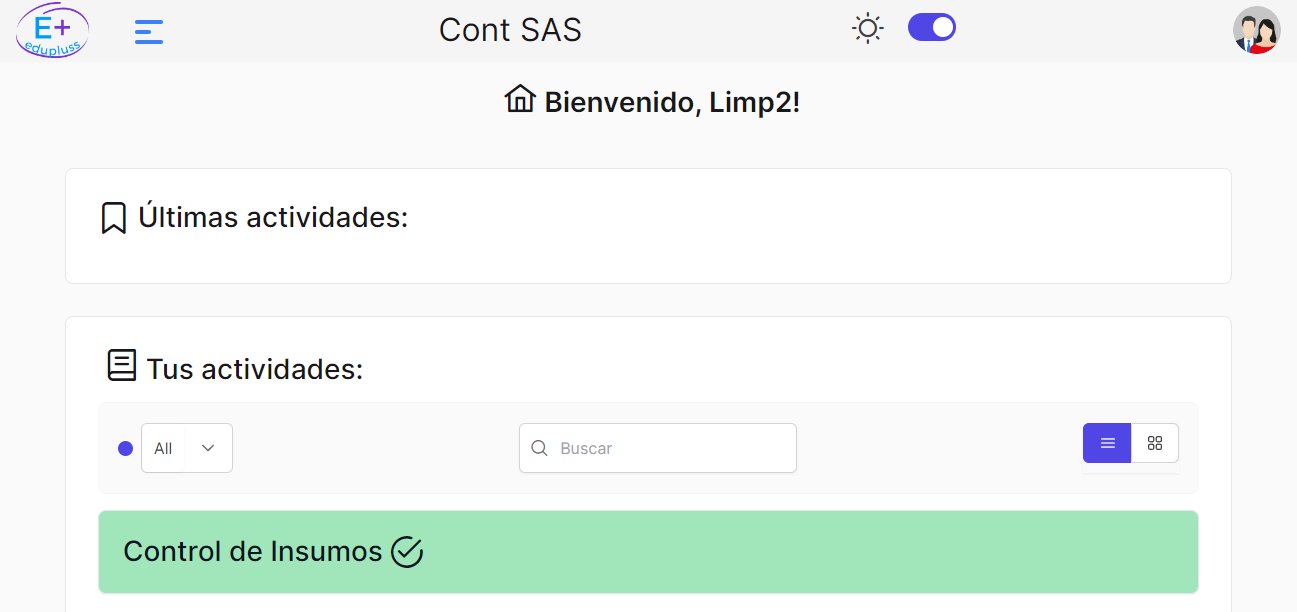 E+
edupluss
Cont SAS
Bienvenido, Limp2!
Últimas actividades:
Tus actividades:
All
Buscar
Control de Insumos